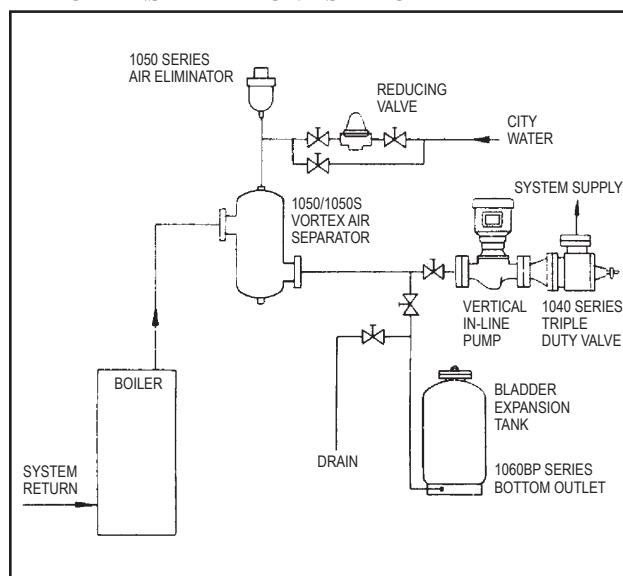 1050 SERIES
AIR ELIMINATOR
REDUCING
VALVE
CITY
WATER
SYSTEM SUPPLY
1050/1050S
VORTEX AIR
SEPARATOR
VERTICAL
IN-LINE
PUMP
1040 SERIES
TRIPLE
DUTY VALVE
BOILER
BLADDER
EXPANSION
TANK
DRAIN
1060BP SERIES
BOTTOM OUTLET
SYSTEM
RETURN